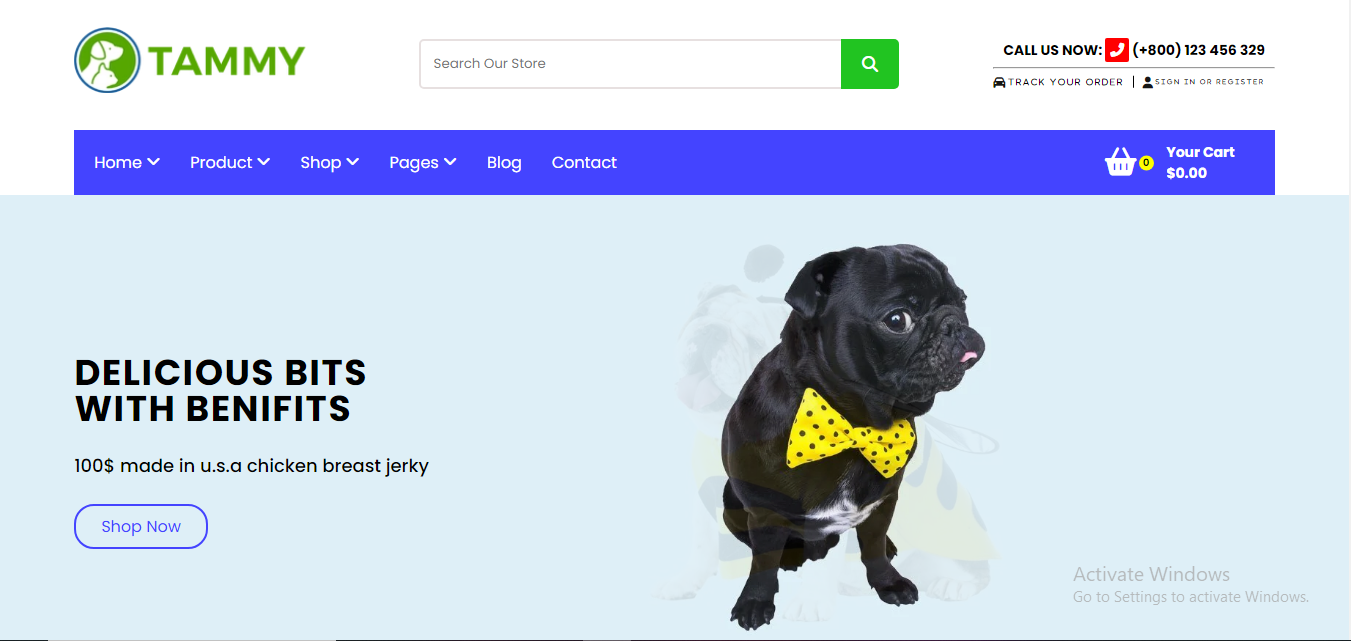 TAMMY
Search Our Store
CALL US NOW: (+800) 123 456 329
TRACK YOUR ORDER | SIGN IN OR REGISTER
Home Product Shop Pages Blog Contact
0
Your Cart
$0.00
DELICIOUS BITS
WITH BENIFITS
100$ made in u.s.a chicken breast jerky
Shop Now
Activate Windows
Go to Settings to activate Windows.